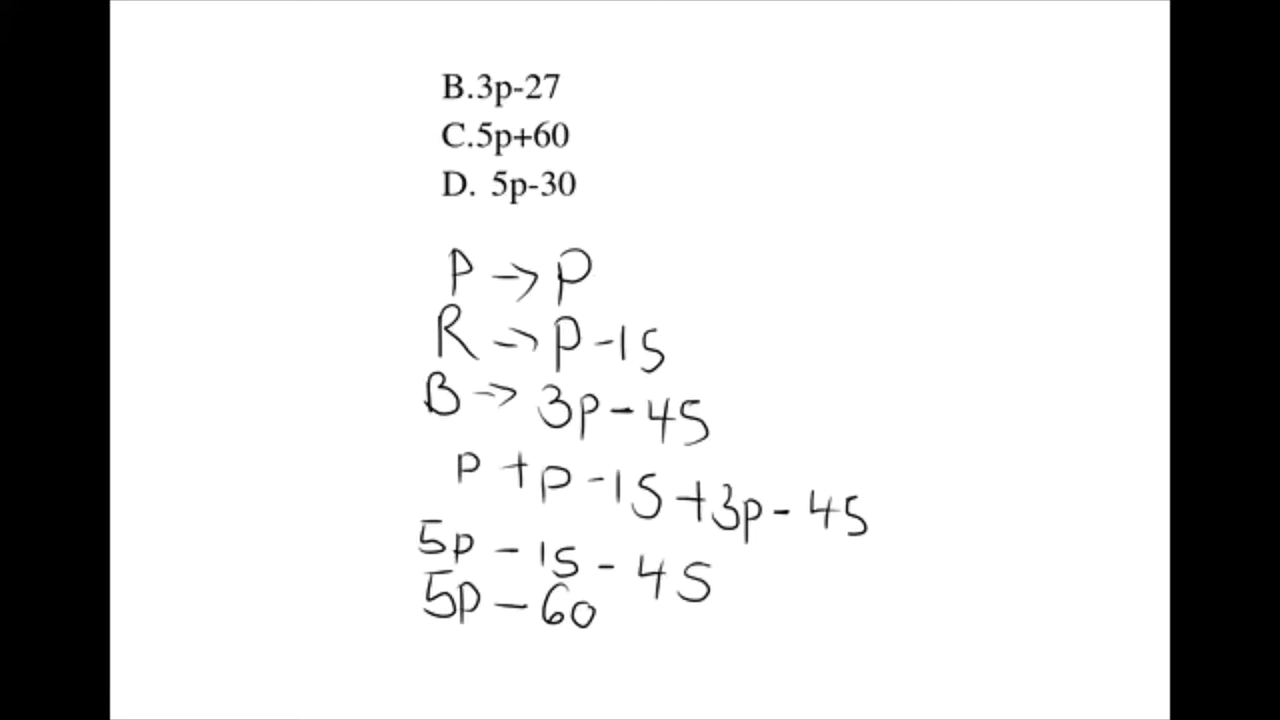 B.3p-27
C.5p+60
D. 5p-30
P → P
R → P-15
B → 3p-45
p+p-15+3p-45
5p-15-45
5p-60